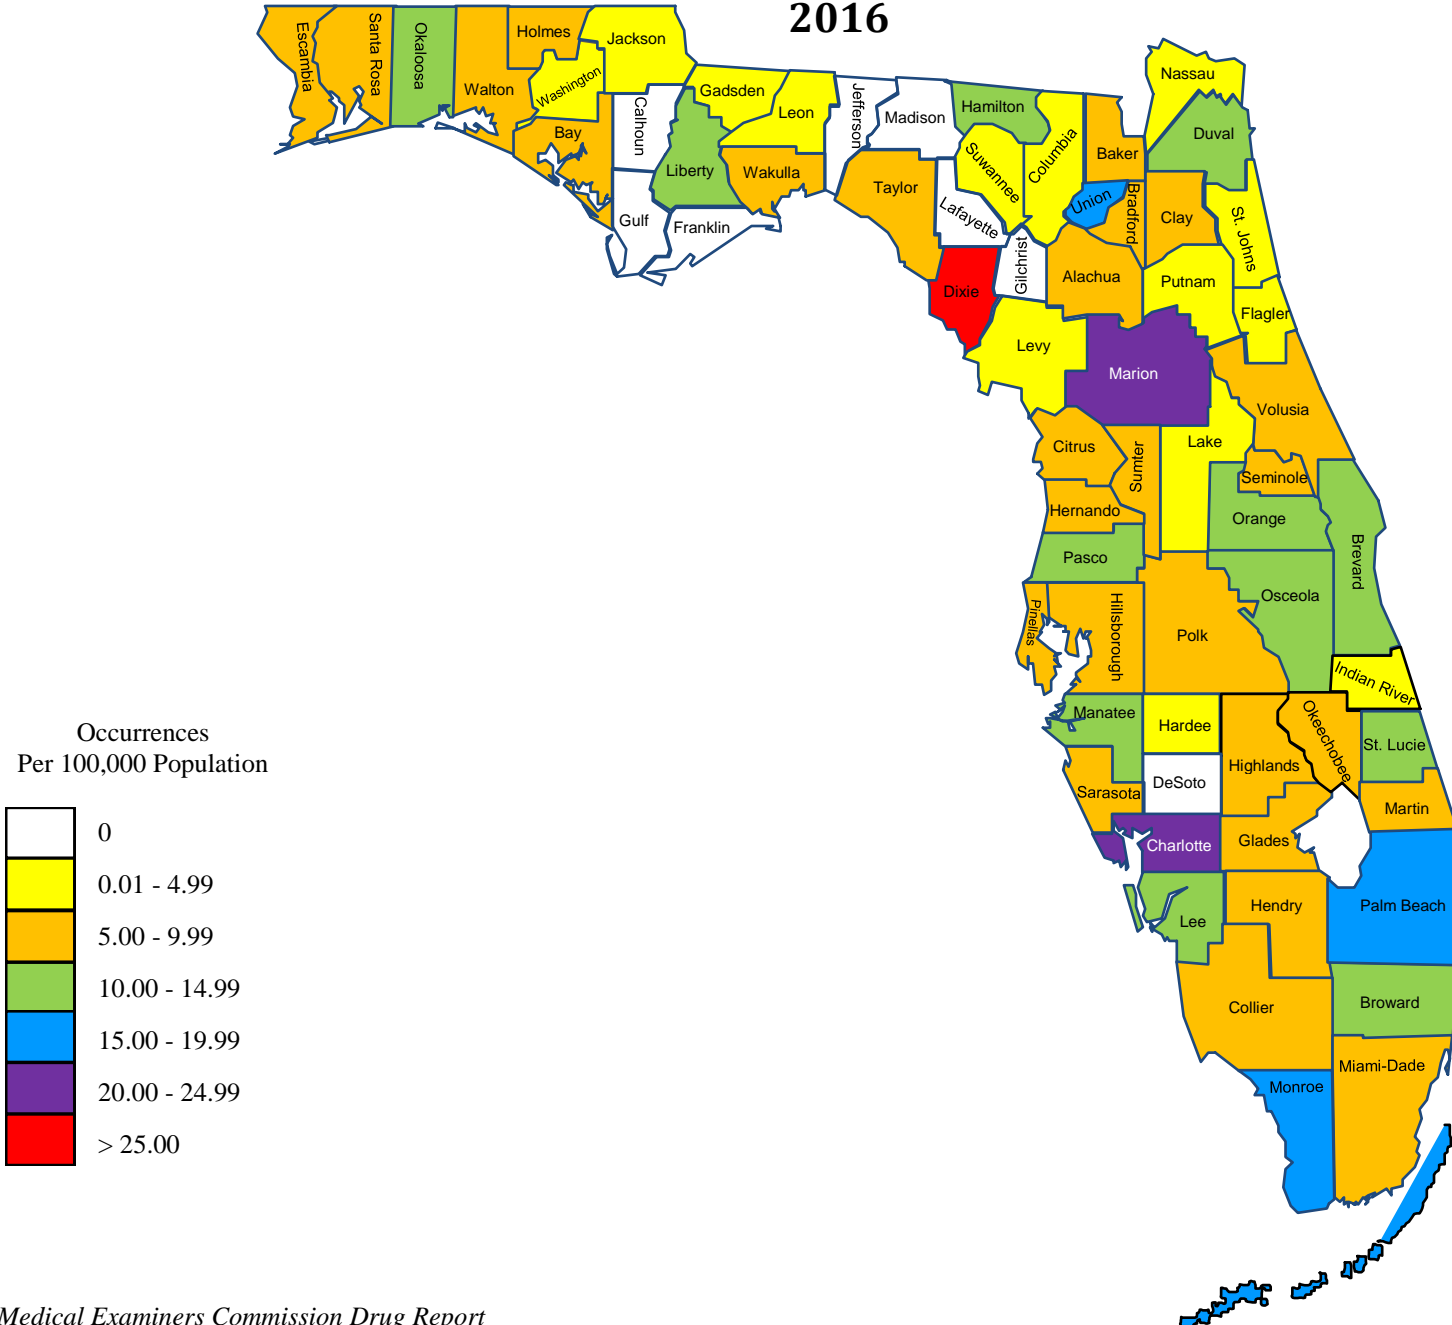 2016
Escambia
Santa Rosa
Okaloosa
Walton
Holmes
Jackson
Washington
Bay
Calhoun
Gadsden
Leon
Liberty
Wakulla
Gulf
Franklin
Jefferson
Madison
Hamilton
Taylor
Lafayette
Suwannee
Columbia
Baker
Nassau
Duval
Union
Bradford
Clay
St. Johns
Dixie
Gilchrist
Alachua
Putnam
Flagler
Levy
Marion
Volusia
Citrus
Sumter
Lake
Seminole
Hernando
Orange
Pasco
Brevard
Osceola
Pinellas
Hillsborough
Polk
Indian River
Manatee
Hardee
Highlands
Okeechobee
St. Lucie
Sarasota
DeSoto
Martin
Charlotte
Glades
Lee
Hendry
Palm Beach
Collier
Broward
Miami-Dade
Monroe
Occurrences
Per 100,000 Population
0
0.01 - 4.99
5.00 - 9.99
10.00 - 14.99
15.00 - 19.99
20.00 - 24.99
> 25.00
Medical Examiners Commission Drug Report